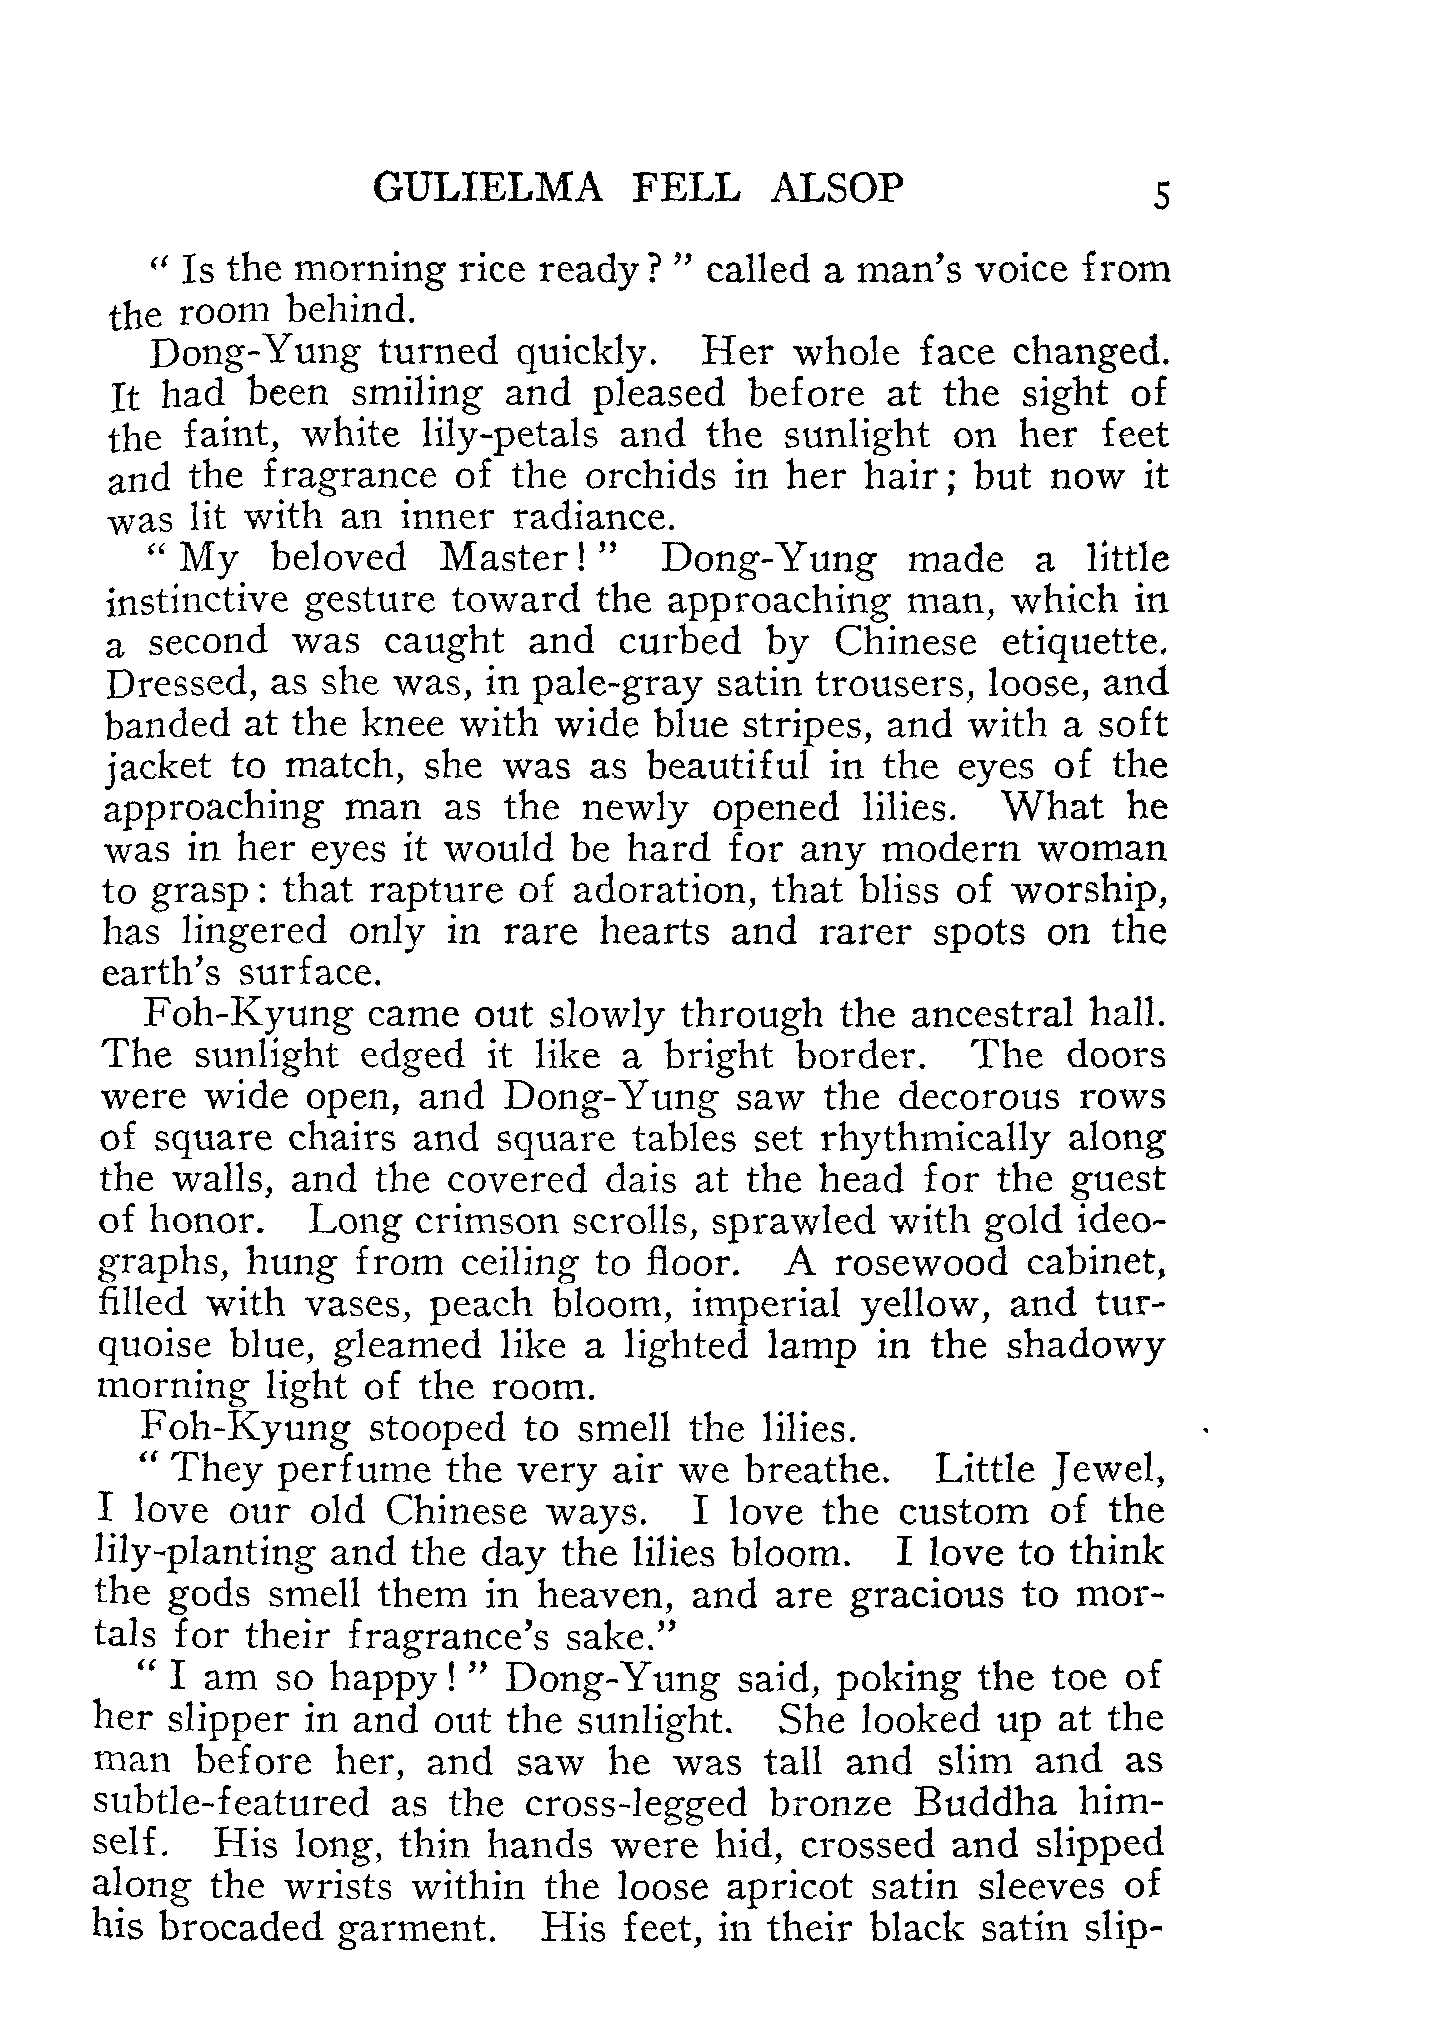 GULIELMA FELL ALSOP 5
“ Is the morning rice ready? ” called a man’s voice from
the room behind.
Dong-Yung turned quickly. Her whole face changed.
It had been smiling and pleased before at the sight of
the faint, white lily-petals and the sunlight on her feet
and the fragrance of the orchids in her hair; but now it
was lit with an inner radiance.
“ My beloved Master! ” Dong-Yung made a little
instinctive gesture toward the approaching man, which in
a second was caught and curbed by Chinese etiquette.
Dressed, as she was, in pale-gray satin trousers, loose, and
banded at the knee with wide blue stripes, and with a soft
jacket to match, she was as beautiful in the eyes of the
approaching man as the newly opened lilies. What he
was in her eyes it would be hard for any modern woman
to grasp: that rapture of adoration, that bliss of worship,
has lingered only in rare hearts and rarer spots on the
earth’s surface.
Foh-Kyung came out slowly through the ancestral hall.
The sunlight edged it like a bright border. The doors
were wide open, and Dong-Yung saw the decorous rows
of square chairs and square tables set rhythmically along
the walls, and the covered dais at the head for the guest
of honor. Long crimson scrolls, sprawled with gold ideo-
graphs, hung from ceiling to floor. A rosewood cabinet,
filled with vases, peach bloom, imperial yellow, and tur-
quoise blue, gleamed like a lighted lamp in the shadowy
morning light of the room.
Foh-Kyung stooped to smell the lilies.
“ They perfume the very air we breathe. Little Jewel,
I love our old Chinese ways. I love the custom of the
lily-planting and the day the lilies bloom. I love to think
the gods smell them in heaven, and are gracious to mor-
tals for their fragrance’s sake.”
“ I am so happy! ” Dong-Yung said, poking the toe of
her slipper in and out the sunlight. She looked up at the
man before her, and saw he was tall and slim and as
subtle-featured as the cross-legged bronze Buddha him-
self. His long, thin hands were hid, crossed and slipped
along the wrists within the loose apricot satin sleeves of
his brocaded garment. His feet, in their black satin slip-